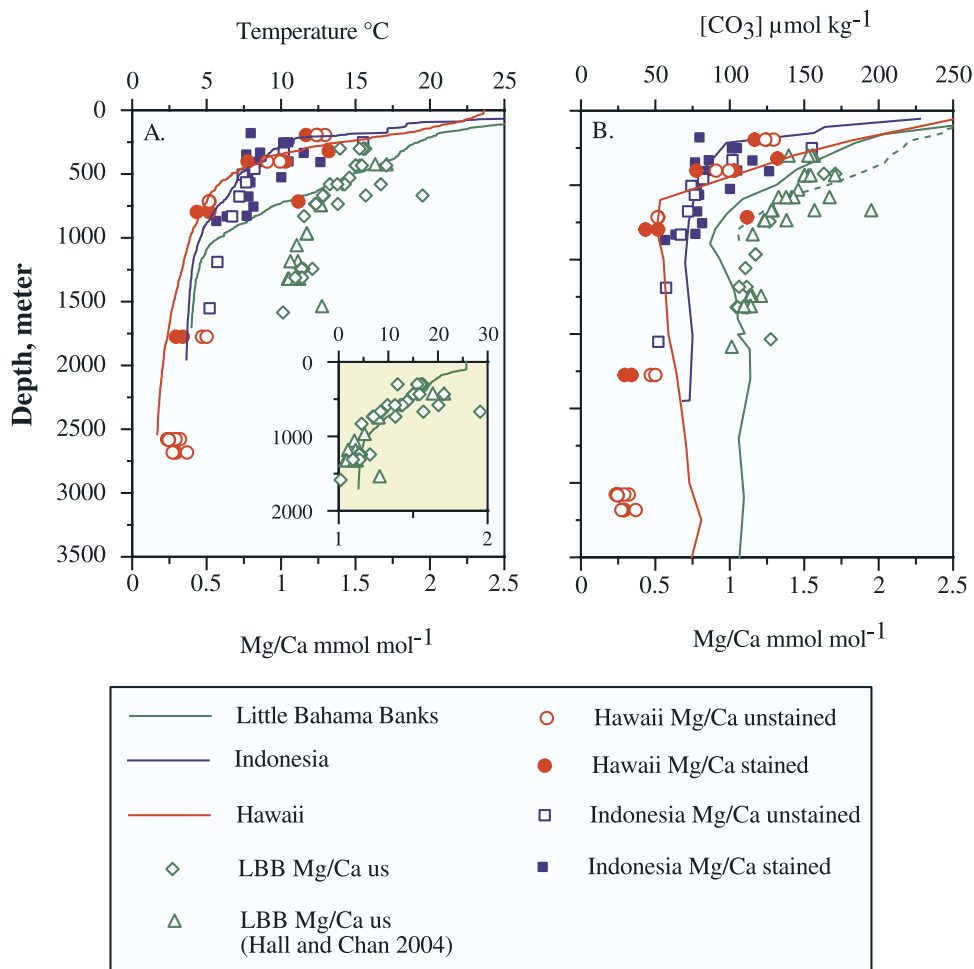 Temperature °C
[CO3] µmol kg-1
0 5 10 15 20 25
0 50 100 150 200 250
A.
B.
Depth, meter
0
500
1000
1500
2000
2500
3000
3500
0 10 20 30
0
1000
2000
1 2
0 0.5 1 1.5 2 2.5
0 0.5 1 1.5 2 2.5
Mg/Ca mmol mol-1
Mg/Ca mmol mol-1
Little Bahama Banks
Indonesia
Hawaii
LBB Mg/Ca us
LBB Mg/Ca us
(Hall and Chan 2004)
Hawaii Mg/Ca unstained
Hawaii Mg/Ca stained
Indonesia Mg/Ca unstained
Indonesia Mg/Ca stained